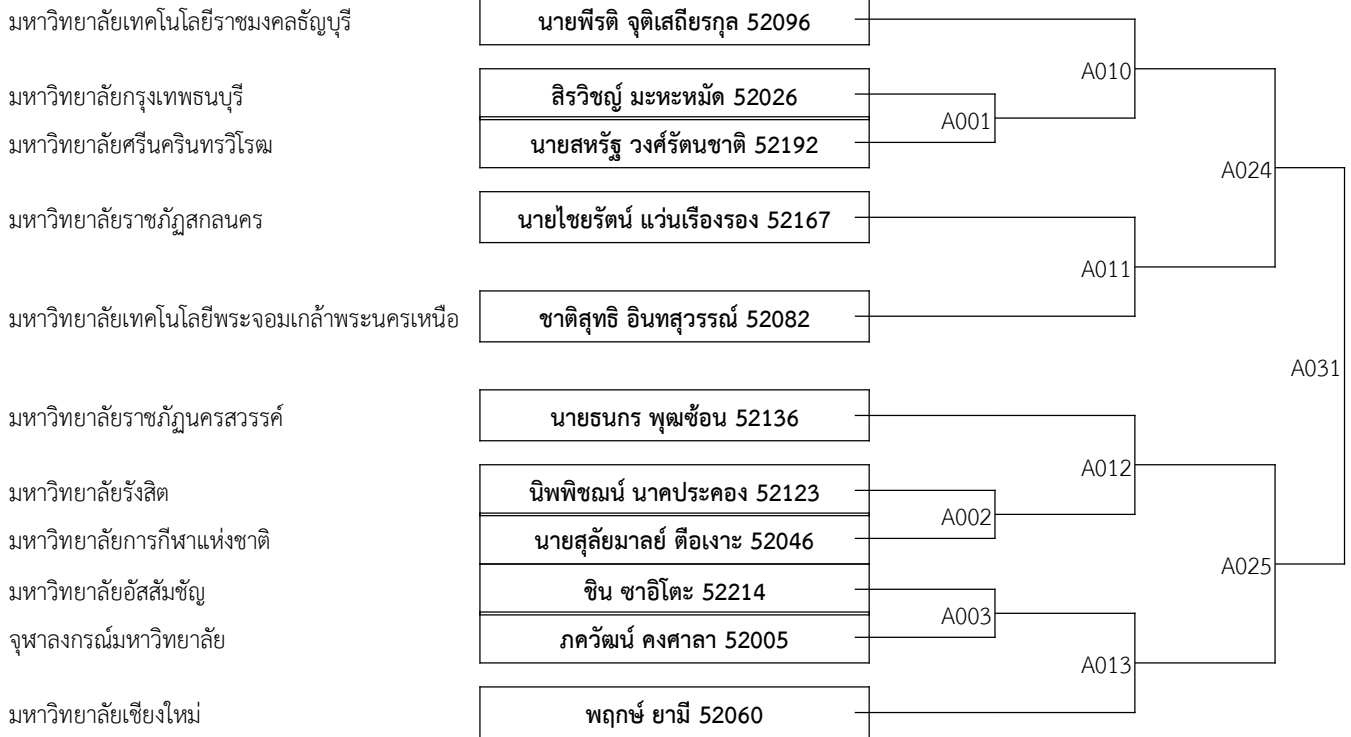 มหาวิทยาลัยเทคโนโลยีราชมงคลธัญบุรี นายพีรติ จุติเสถียรกุล 52096
A010
มหาวิทยาลัยกรุงเทพธนบุรี สิรวิชญ์ มะหะหมัด 52026
A001
มหาวิทยาลัยศรีนครินทรวิโรฒ นายสหรัฐ วงศ์รัตนชาติ 52192
A024
มหาวิทยาลัยราชภัฏสกลนคร นายไชยรัตน์ แว่นเรืองรอง 52167
A011
มหาวิทยาลัยเทคโนโลยีพระจอมเกล้าพระนครเหนือ ชาติสุทธิ อินทสุวรรณ์ 52082
A031
มหาวิทยาลัยราชภัฏนครสวรรค์ นายธนกร พุฒซ้อน 52136
A012
มหาวิทยาลัยรังสิต นิพพิชฌน์ นาคประคอง 52123
A002
มหาวิทยาลัยการกีฬาแห่งชาติ นายสุลัยมาลย์ ตือเงาะ 52046
A025
มหาวิทยาลัยอัสสัมชัญ ชิน ซาอิโตะ 52214
A003
จุฬาลงกรณ์มหาวิทยาลัย ภควัฒน์ คงศาลา 52005
A013
มหาวิทยาลัยเชียงใหม่ พฤกษ์ ยามี 52060